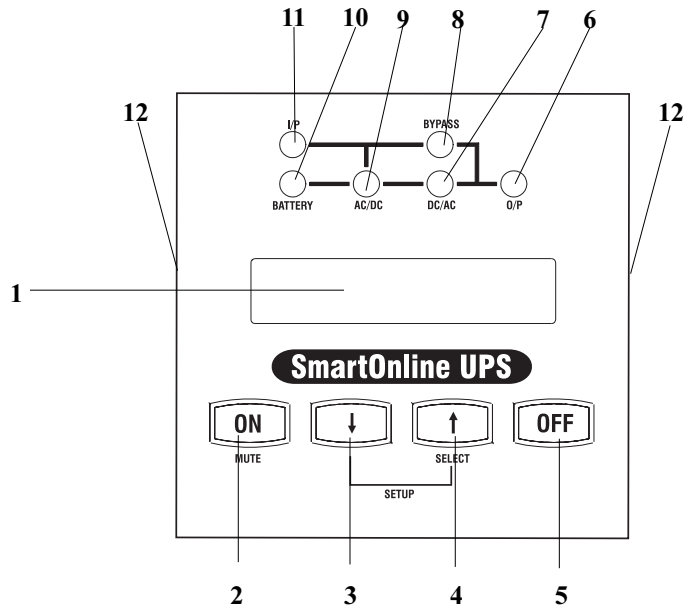 11 10 9 8 7 6
12 12
I/P BYPASS
BATTERY AC/DC DC/AC O/P
1
SmartOnline UPS
ON ↓ ↑ OFF
MUTE SELECT
SETUP
2 3 4 5